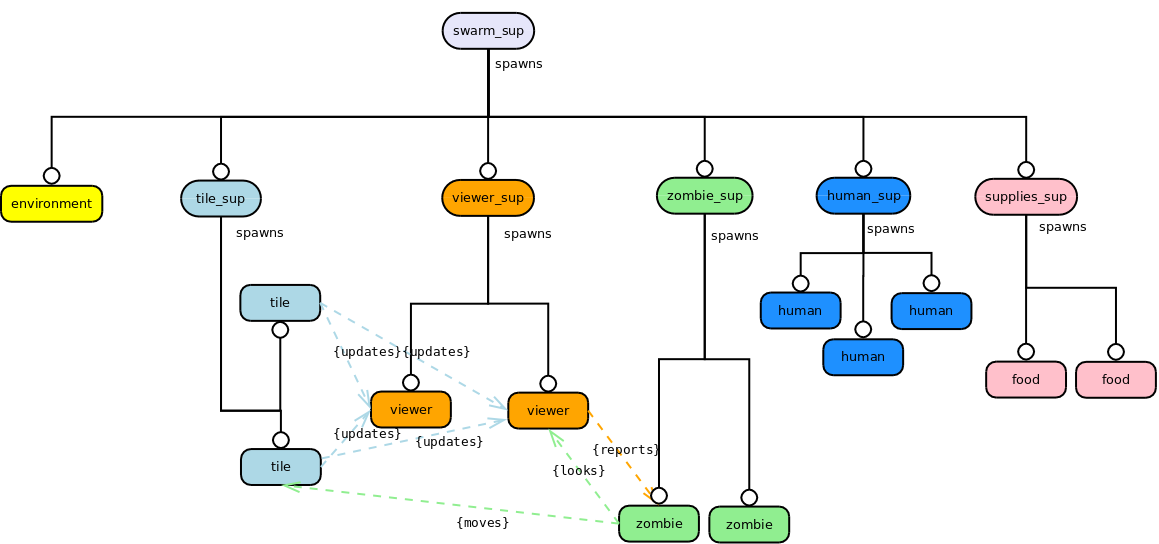 swarm_sup
spawns
environment
tile_sup
viewer_sup
zombie_sup
human_sup
supplies_sup
spawns
spawns
spawns
spawns
spawns
tile
human
human
human
{updates}
{updates}
food
food
viewer
viewer
{updates}
{updates}
{reports}
tile
{looks}
{moves}
zombie
zombie